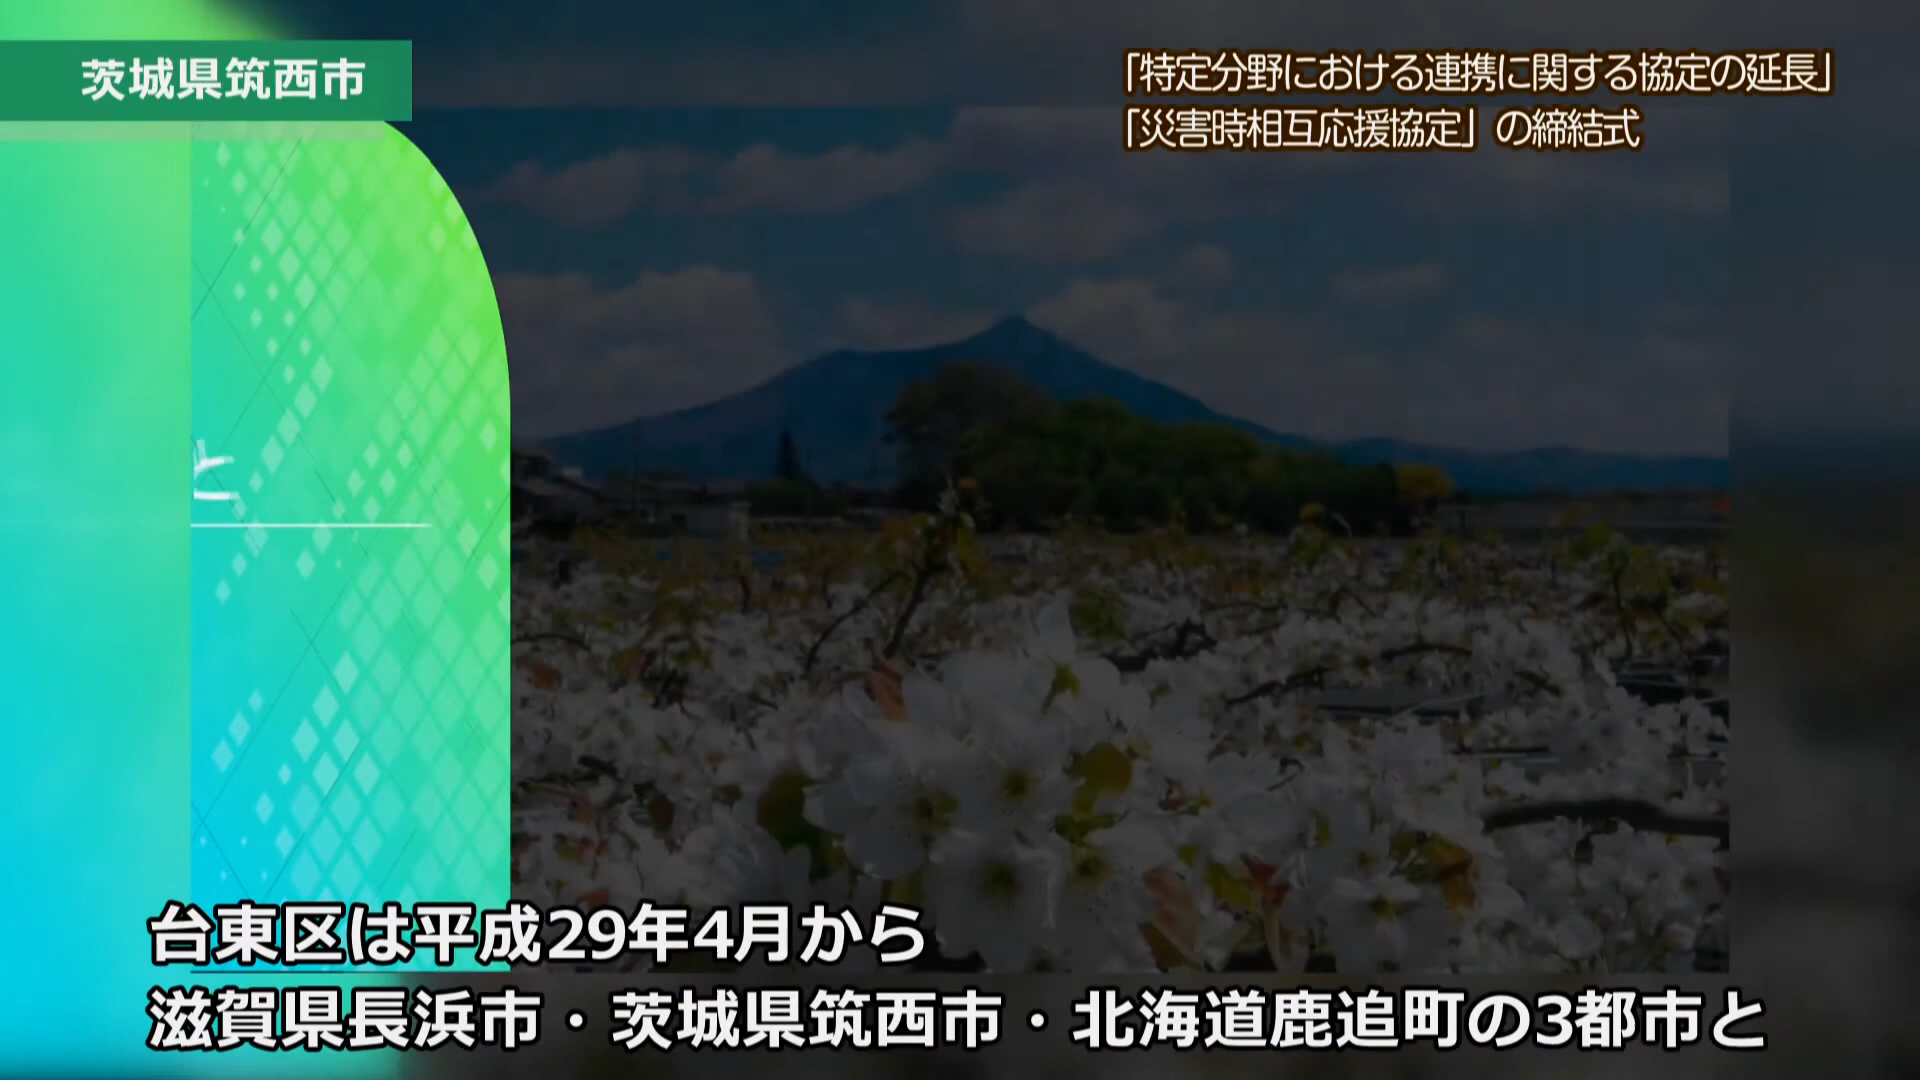 茨城県筑西市
「特定分野における連携に関する協定の延長」
「災害時相互応援協定」の締結式
台東区は平成29年4月から
滋賀県長浜市・茨城県筑西市・北海道鹿追町の3都市と